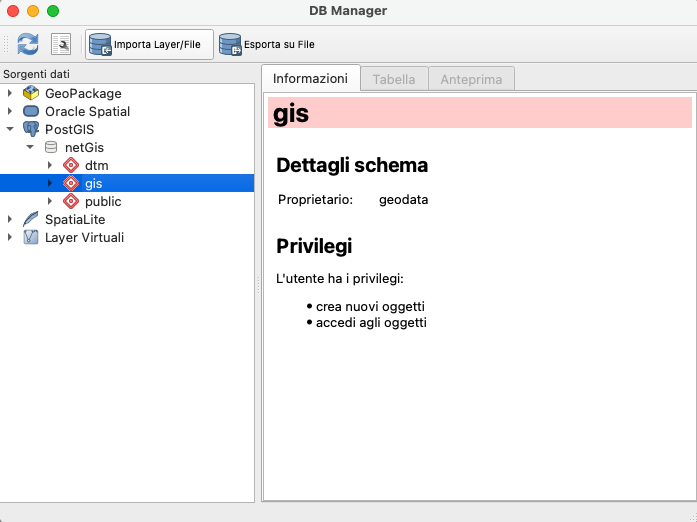 DB Manager
Importa Layer/File
Esporta su File
Sorgenti dati
GeoPackage
Oracle Spatial
PostGIS
netGis
dtm
gis
public
SpatiaLite
Layer Virtuali
Informazioni
Tabella
Anteprima
gis
Dettagli schema
Proprietario: geodata
Privilegi
L'utente ha i privilegi:
• crea nuovi oggetti
• accedi agli oggetti